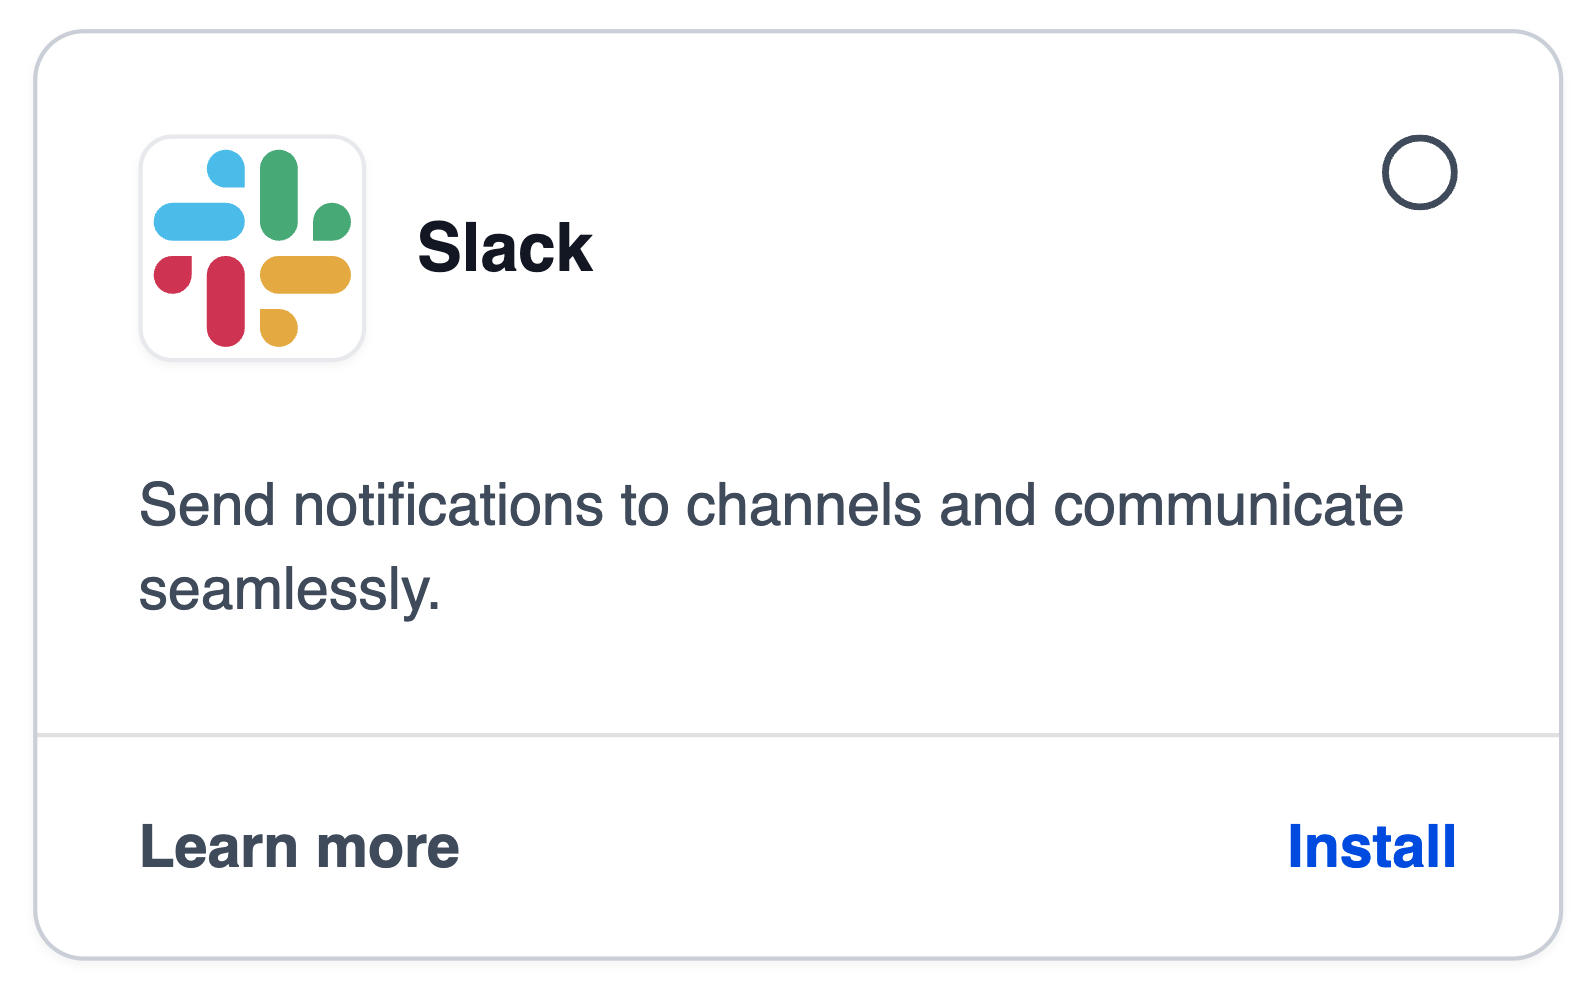 Slack
Send notifications to channels and communicate
seamlessly.
Learn more
Install